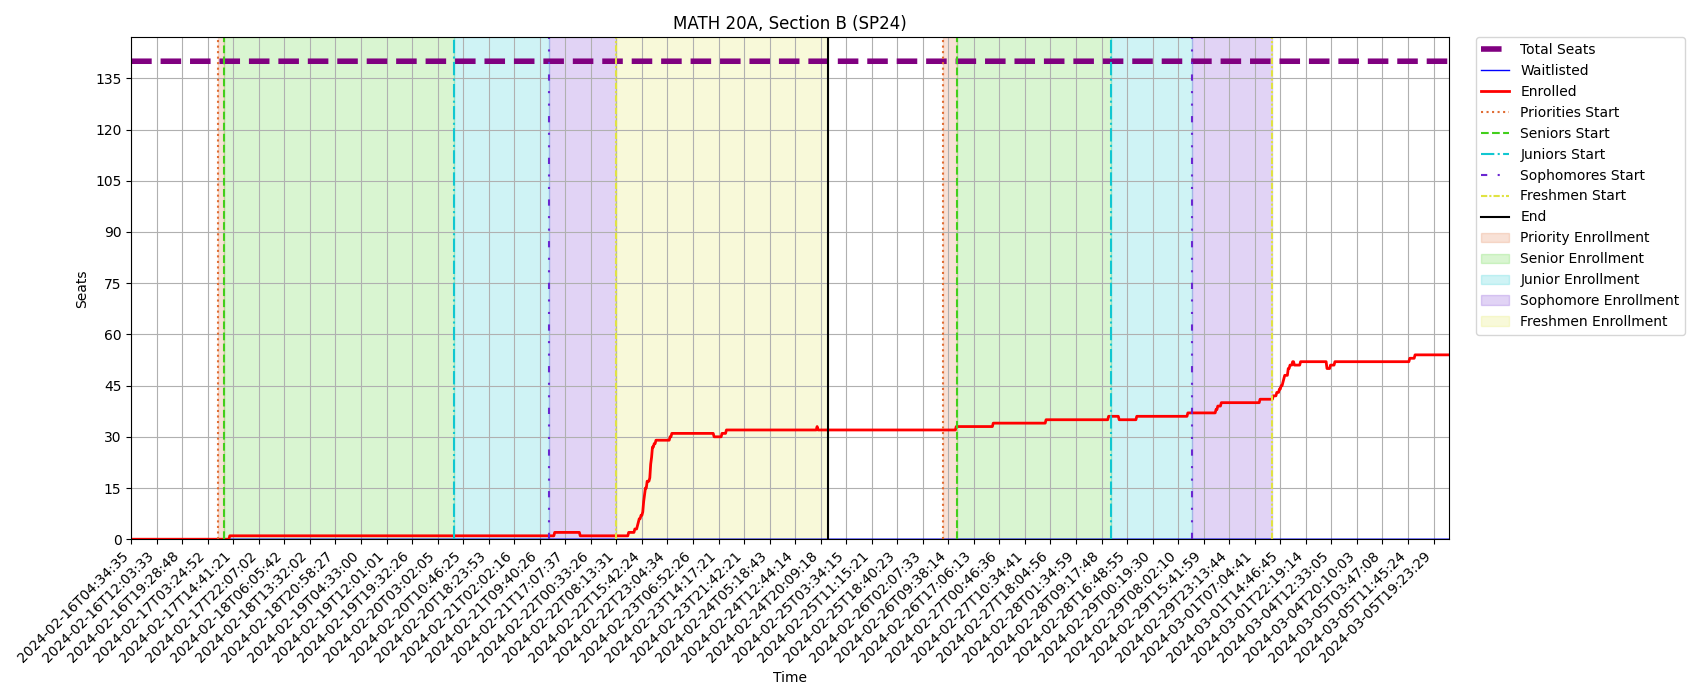 MATH 20A, Section B (SP24)
Total Seats
Waitlisted
Enrolled
Priorities Start
Seniors Start
Juniors Start
Sophomores Start
Freshmen Start
End
Priority Enrollment
Senior Enrollment
Junior Enrollment
Sophomore Enrollment
Freshmen Enrollment
Seats
135
120
105
90
75
60
45
30
15
0
2024-02-16T04:34:35
2024-02-16T12:03:33
2024-02-16T19:28:48
2024-02-17T03:24:52
2024-02-17T14:41:21
2024-02-17T22:07:02
2024-02-18T06:05:42
2024-02-18T13:32:02
2024-02-18T20:58:27
2024-02-19T04:33:00
2024-02-19T12:01:01
2024-02-19T19:32:26
2024-02-20T03:02:05
2024-02-20T10:46:25
2024-02-20T18:23:53
2024-02-21T02:02:16
2024-02-21T09:40:26
2024-02-21T17:07:37
2024-02-22T00:33:26
2024-02-22T08:13:31
2024-02-22T15:42:24
2024-02-22T23:04:34
2024-02-23T06:52:26
2024-02-23T14:17:21
2024-02-23T21:42:21
2024-02-24T05:18:43
2024-02-24T12:44:14
2024-02-24T20:09:18
2024-02-25T03:34:15
2024-02-25T11:15:21
2024-02-25T18:40:23
2024-02-26T02:07:33
2024-02-26T09:38:14
2024-02-26T17:06:13
2024-02-27T00:46:36
2024-02-27T10:34:41
2024-02-27T18:04:56
2024-02-28T01:34:59
2024-02-28T09:17:48
2024-02-28T16:48:55
2024-02-29T00:19:30
2024-02-29T08:02:10
2024-02-29T15:41:59
2024-02-29T23:13:44
2024-03-01T07:04:41
2024-03-01T14:46:45
2024-03-01T22:19:14
2024-03-04T12:33:05
2024-03-04T20:10:03
2024-03-05T03:47:08
2024-03-05T11:45:24
2024-03-05T19:23:29
Time